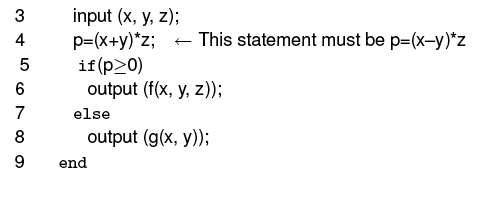 3 input (x, y, z);
4 p=(x+y)*z; ← This statement must be p=(x–y)*z
5 if(p≥0)
6 output (f(x, y, z));
7 else
8 output (g(x, y));
9 end